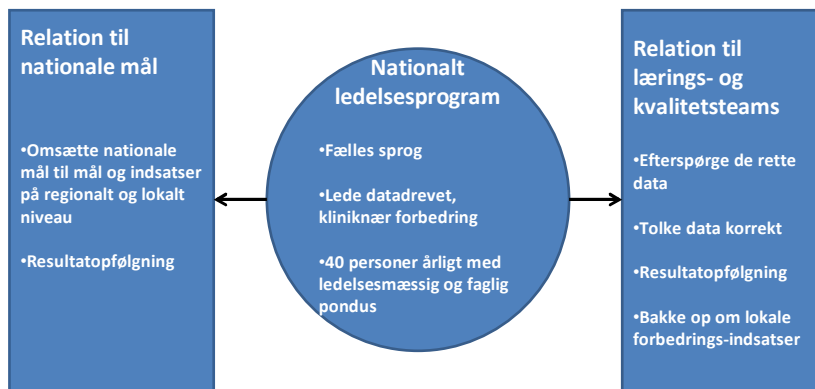 Relation til
nationale mål
•Omsætte nationale
mål til mål og indsatser
på regionalt og lokalt
niveau
•Resultatopfølgning
Nationalt
ledelsesprogram
•Fælles sprog
•Lede datadrevet,
kliniknær forbedring
•40 personer årligt med
ledelsesmæssig og faglig
pondus
Relation til
lærings- og
kvalitetsteams
•Efterspørge de rette
data
•Tolke data korrekt
•Resultatopfølgning
•Bakke op om lokale
forbedrings-indsatser